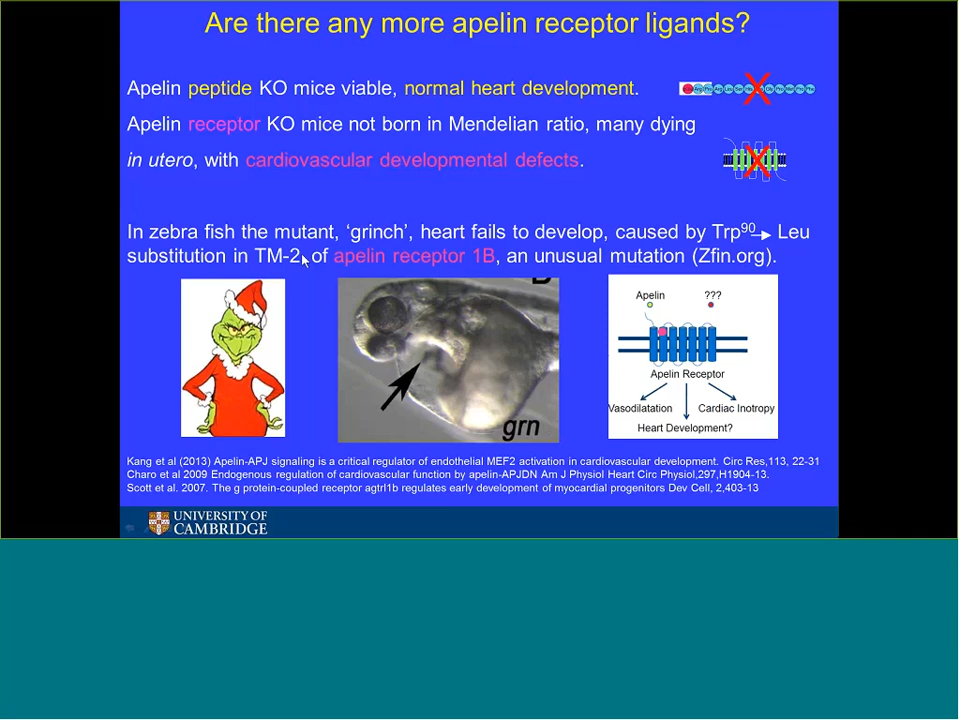 Are there any more apelin receptor ligands?
Apelin peptide KO mice viable, normal heart development.
Apelin receptor KO mice not born in Mendelian ratio, many dying
in utero, with cardiovascular developmental defects.
In zebra fish the mutant, ‘grinch’, heart fails to develop, caused by Trp90 → Leu
substitution in TM-2 of apelin receptor 1B, an unusual mutation (Zfin.org).
grn
Apelin ???
Apelin Receptor
Vasodilatation Cardiac Inotropy
Heart Development?
Kang et al (2013) Apelin-APJ signaling is a critical regulator of endothelial MEF2 activation in cardiovascular development. Circ Res,113, 22-31
Charo et al 2009 Endogenous regulation of cardiovascular function by apelin-APJDN Am J Physiol Heart Circ Physiol,297,H1904-13.
Scott et al. 2007. The g protein-coupled receptor agtrl1b regulates early development of myocardial progenitors Dev Cell, 2,403-13
UNIVERSITY OF
CAMBRIDGE